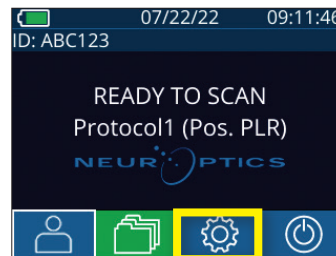 07/22/22 09:11:46
ID: ABC123
READY TO SCAN
Protocol1 (Pos. PLR)
NEUROPTICS